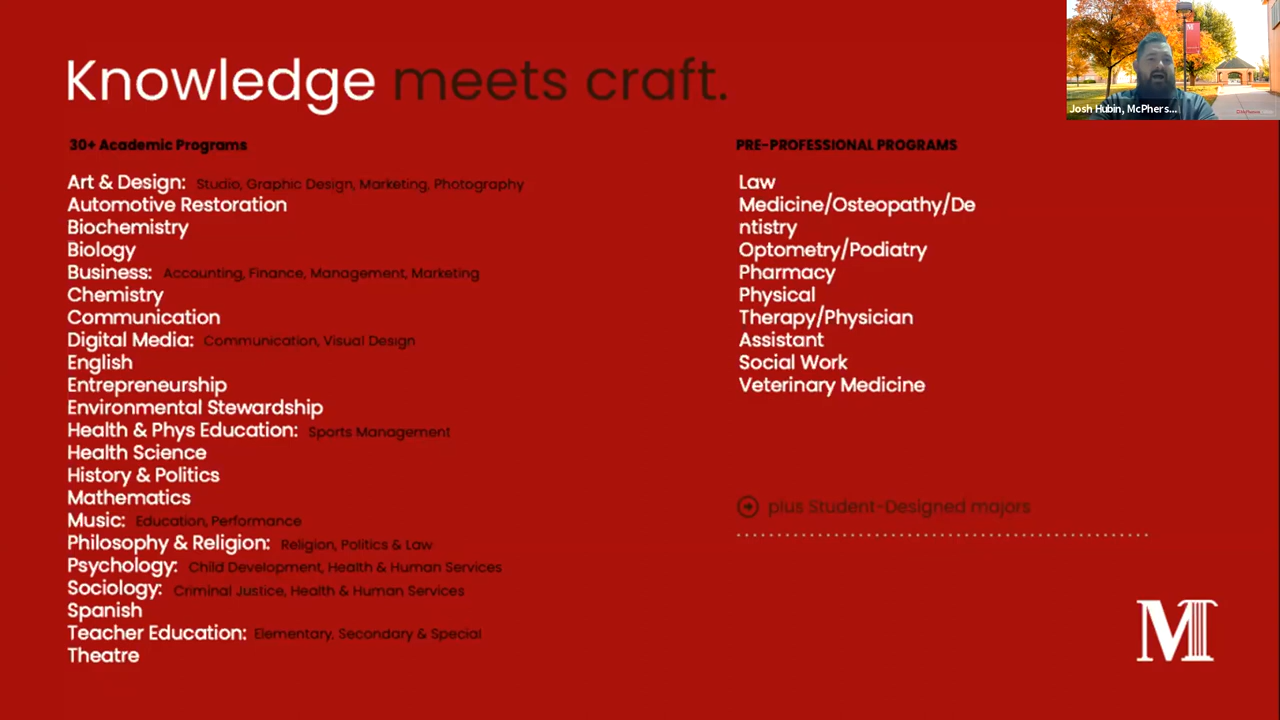 Knowledge meets craft.
30+ Academic Programs
Art & Design: Studio, Graphic Design, Marketing, Photography
Automotive Restoration
Biochemistry
Biology
Business: Accounting, Finance, Management, Marketing
Chemistry
Communication
Digital Media: Communication, Visual Design
English
Entrepreneurship
Environmental Stewardship
Health & Phys Education: Sports Management
Health Science
History & Politics
Mathematics
Music: Education, Performance
Philosophy & Religion: Religion, Politics & Law
Psychology: Child Development, Health & Human Services
Sociology: Criminal Justice, Health & Human Services
Spanish
Teacher Education: Elementary, Secondary & Special
Theatre
PRE-PROFESSIONAL PROGRAMS
Law
Medicine/Osteopathy/De
ntistry
Optometry/Podiatry
Pharmacy
Physical
Therapy/Physician
Assistant
Social Work
Veterinary Medicine
plus Student-Designed majors
M
Josh Hubin, McPhers...